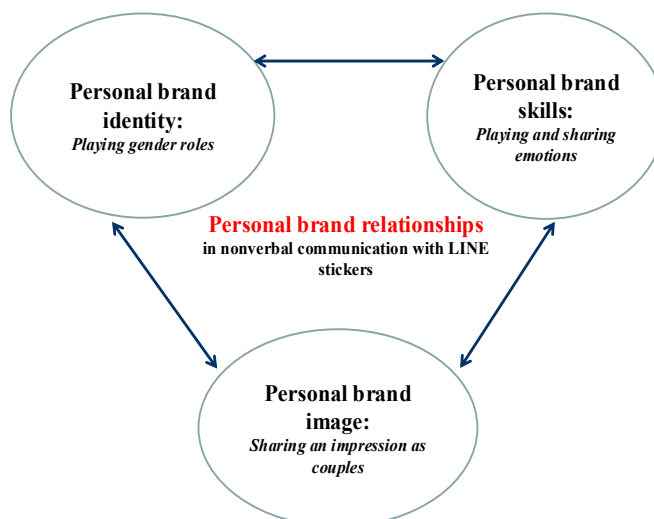 Personal brand
identity:
Playing gender roles
Personal brand
skills:
Playing and sharing
emotions
Personal brand relationships
in nonverbal communication with LINE
stickers
Personal brand
image:
Sharing an impression as
couples